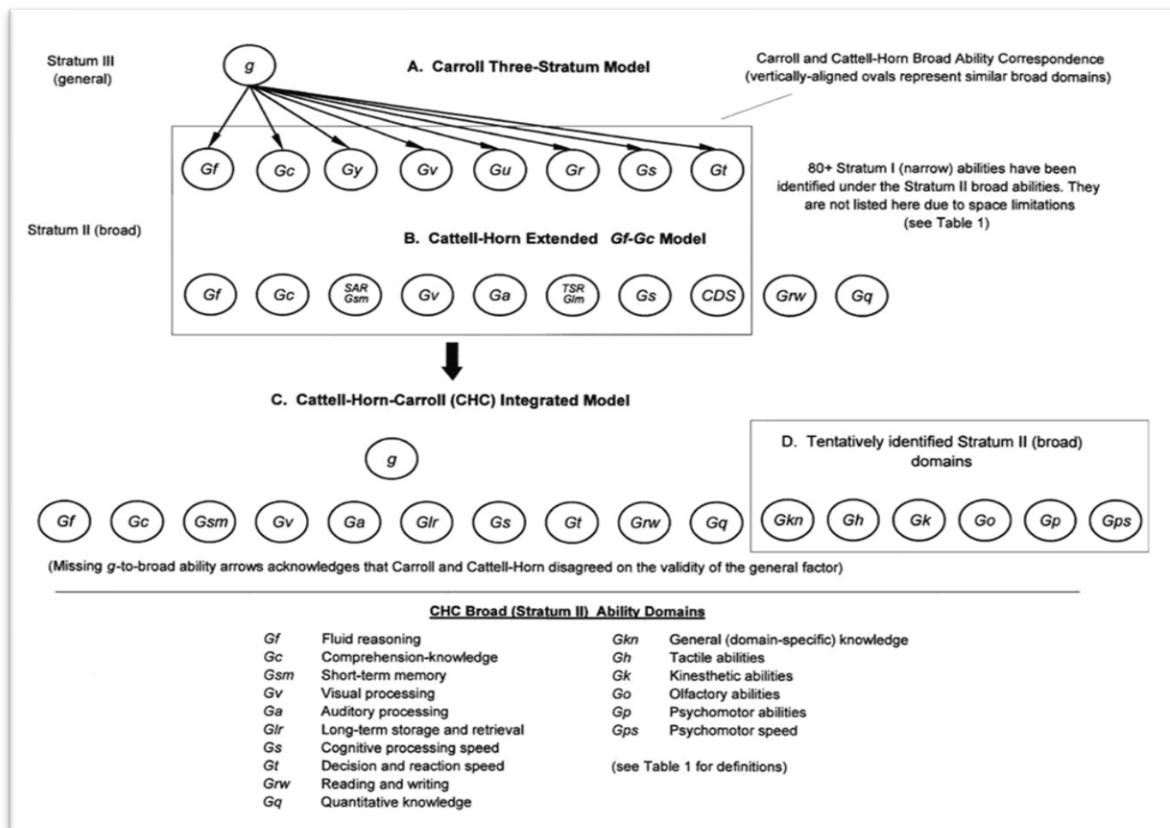 Stratum III
(general)
g
A. Carroll Three-Stratum Model
Carroll and Cattell-Horn Broad Ability Correspondence
(vertically-aligned ovals represent similar broad domains)
Gf Gc Gy Gv Gu Gr Gs Gt
80+ Stratum I (narrow) abilities have been
identified under the Stratum II broad abilities. They
are not listed here due to space limitations
(see Table 1)
Stratum II (broad)
B. Cattell-Horn Extended Gf-Gc Model
Gf Gc SAR Gsm Gv Ga TSR Glm Gs CDS Grw Gq
C. Cattell-Horn-Carroll (CHC) Integrated Model
g
D. Tentatively identified Stratum II (broad)
domains
Gf Gc Gsm Gv Ga Glr Gs Gt Grw Gq Gkn Gh Gk Go Gp Gps
(Missing g-to-broad ability arrows acknowledges that Carroll and Cattell-Horn disagreed on the validity of the general factor)
CHC Broad (Stratum II) Ability Domains
Gf Fluid reasoning
Gc Comprehension-knowledge
Gsm Short-term memory
Gv Visual processing
Ga Auditory processing
Glr Long-term storage and retrieval
Gs Cognitive processing speed
Gt Decision and reaction speed
Grw Reading and writing
Gq Quantitative knowledge
Gkn General (domain-specific) knowledge
Gh Tactile abilities
Gk Kinesthetic abilities
Go Olfactory abilities
Gp Psychomotor abilities
Gps Psychomotor speed
(see Table 1 for definitions)